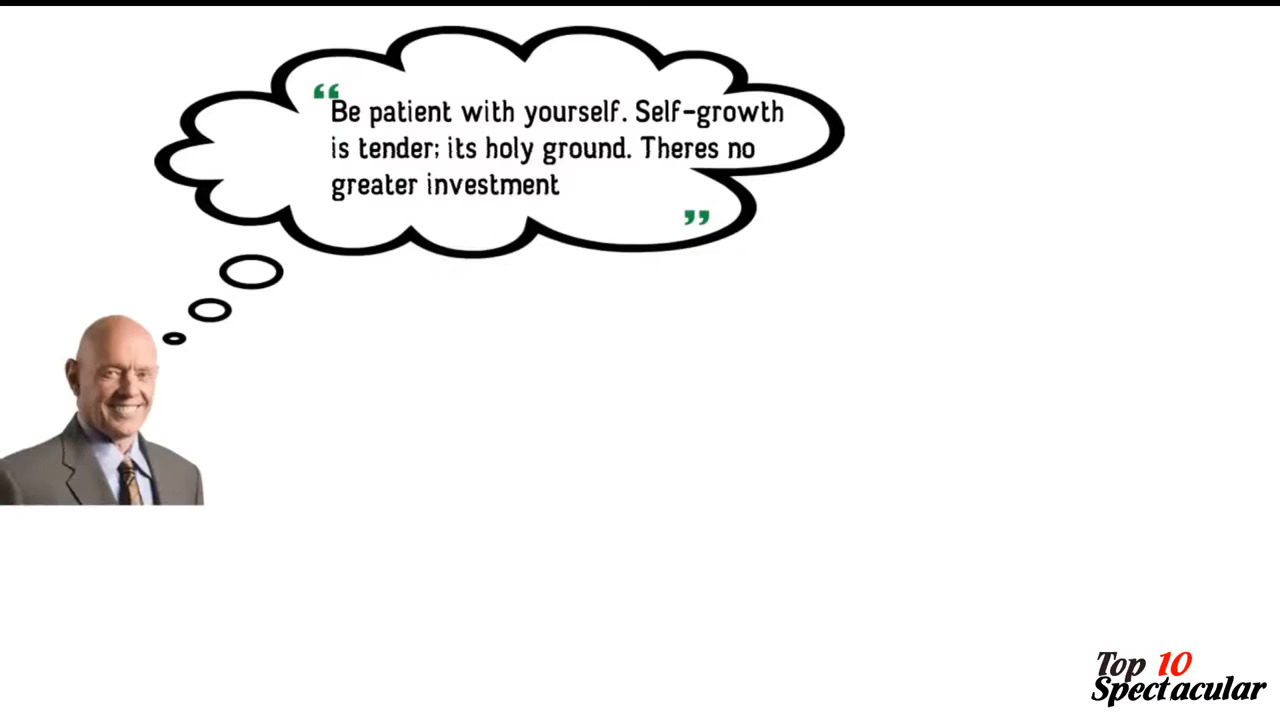 “Be patient with yourself. Self-growth
is tender; its holy ground. Theres no
greater investment
”
Top 10
Spectacular